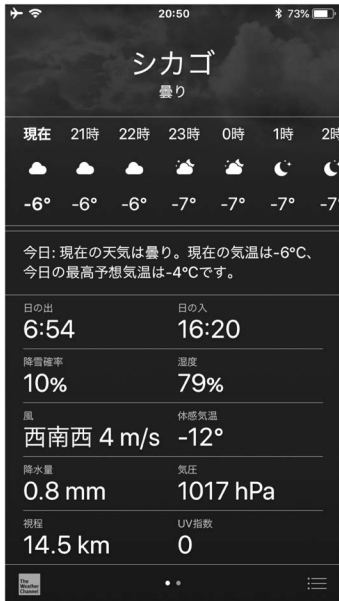 20:50 73%
シカゴ
曇り
現在 21時 22時 23時 0時 1時 2時
-6° -6° -6° -7° -7° -7° -7
今日: 現在の天気は曇り。現在の気温は-6°C、
今日の最高予想気温は-4°Cです。
日の出 日の入
6:54 16:20
降雪確率 湿度
10% 79%
風 体感気温
西南西 4 m/s -12°
降水量 気圧
0.8 mm 1017 hPa
視程 UV指数
14.5 km 0
The
Weather
Channel